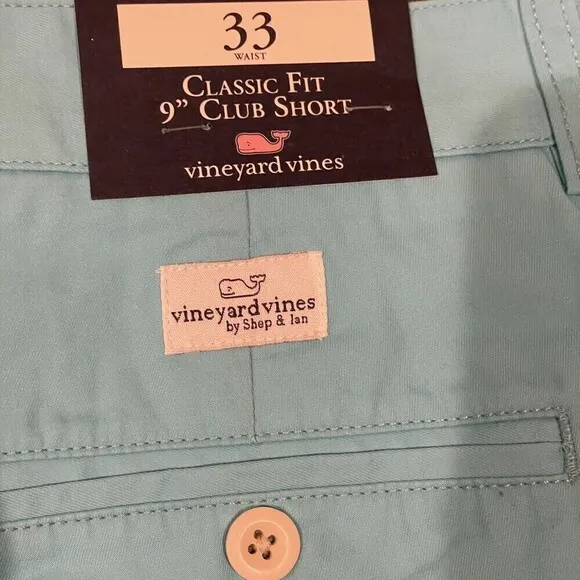 33
WAIST
CLASSIC FIT
9” CLUB SHORT
vineyard vines
vineyard vines
by Shep & Ian